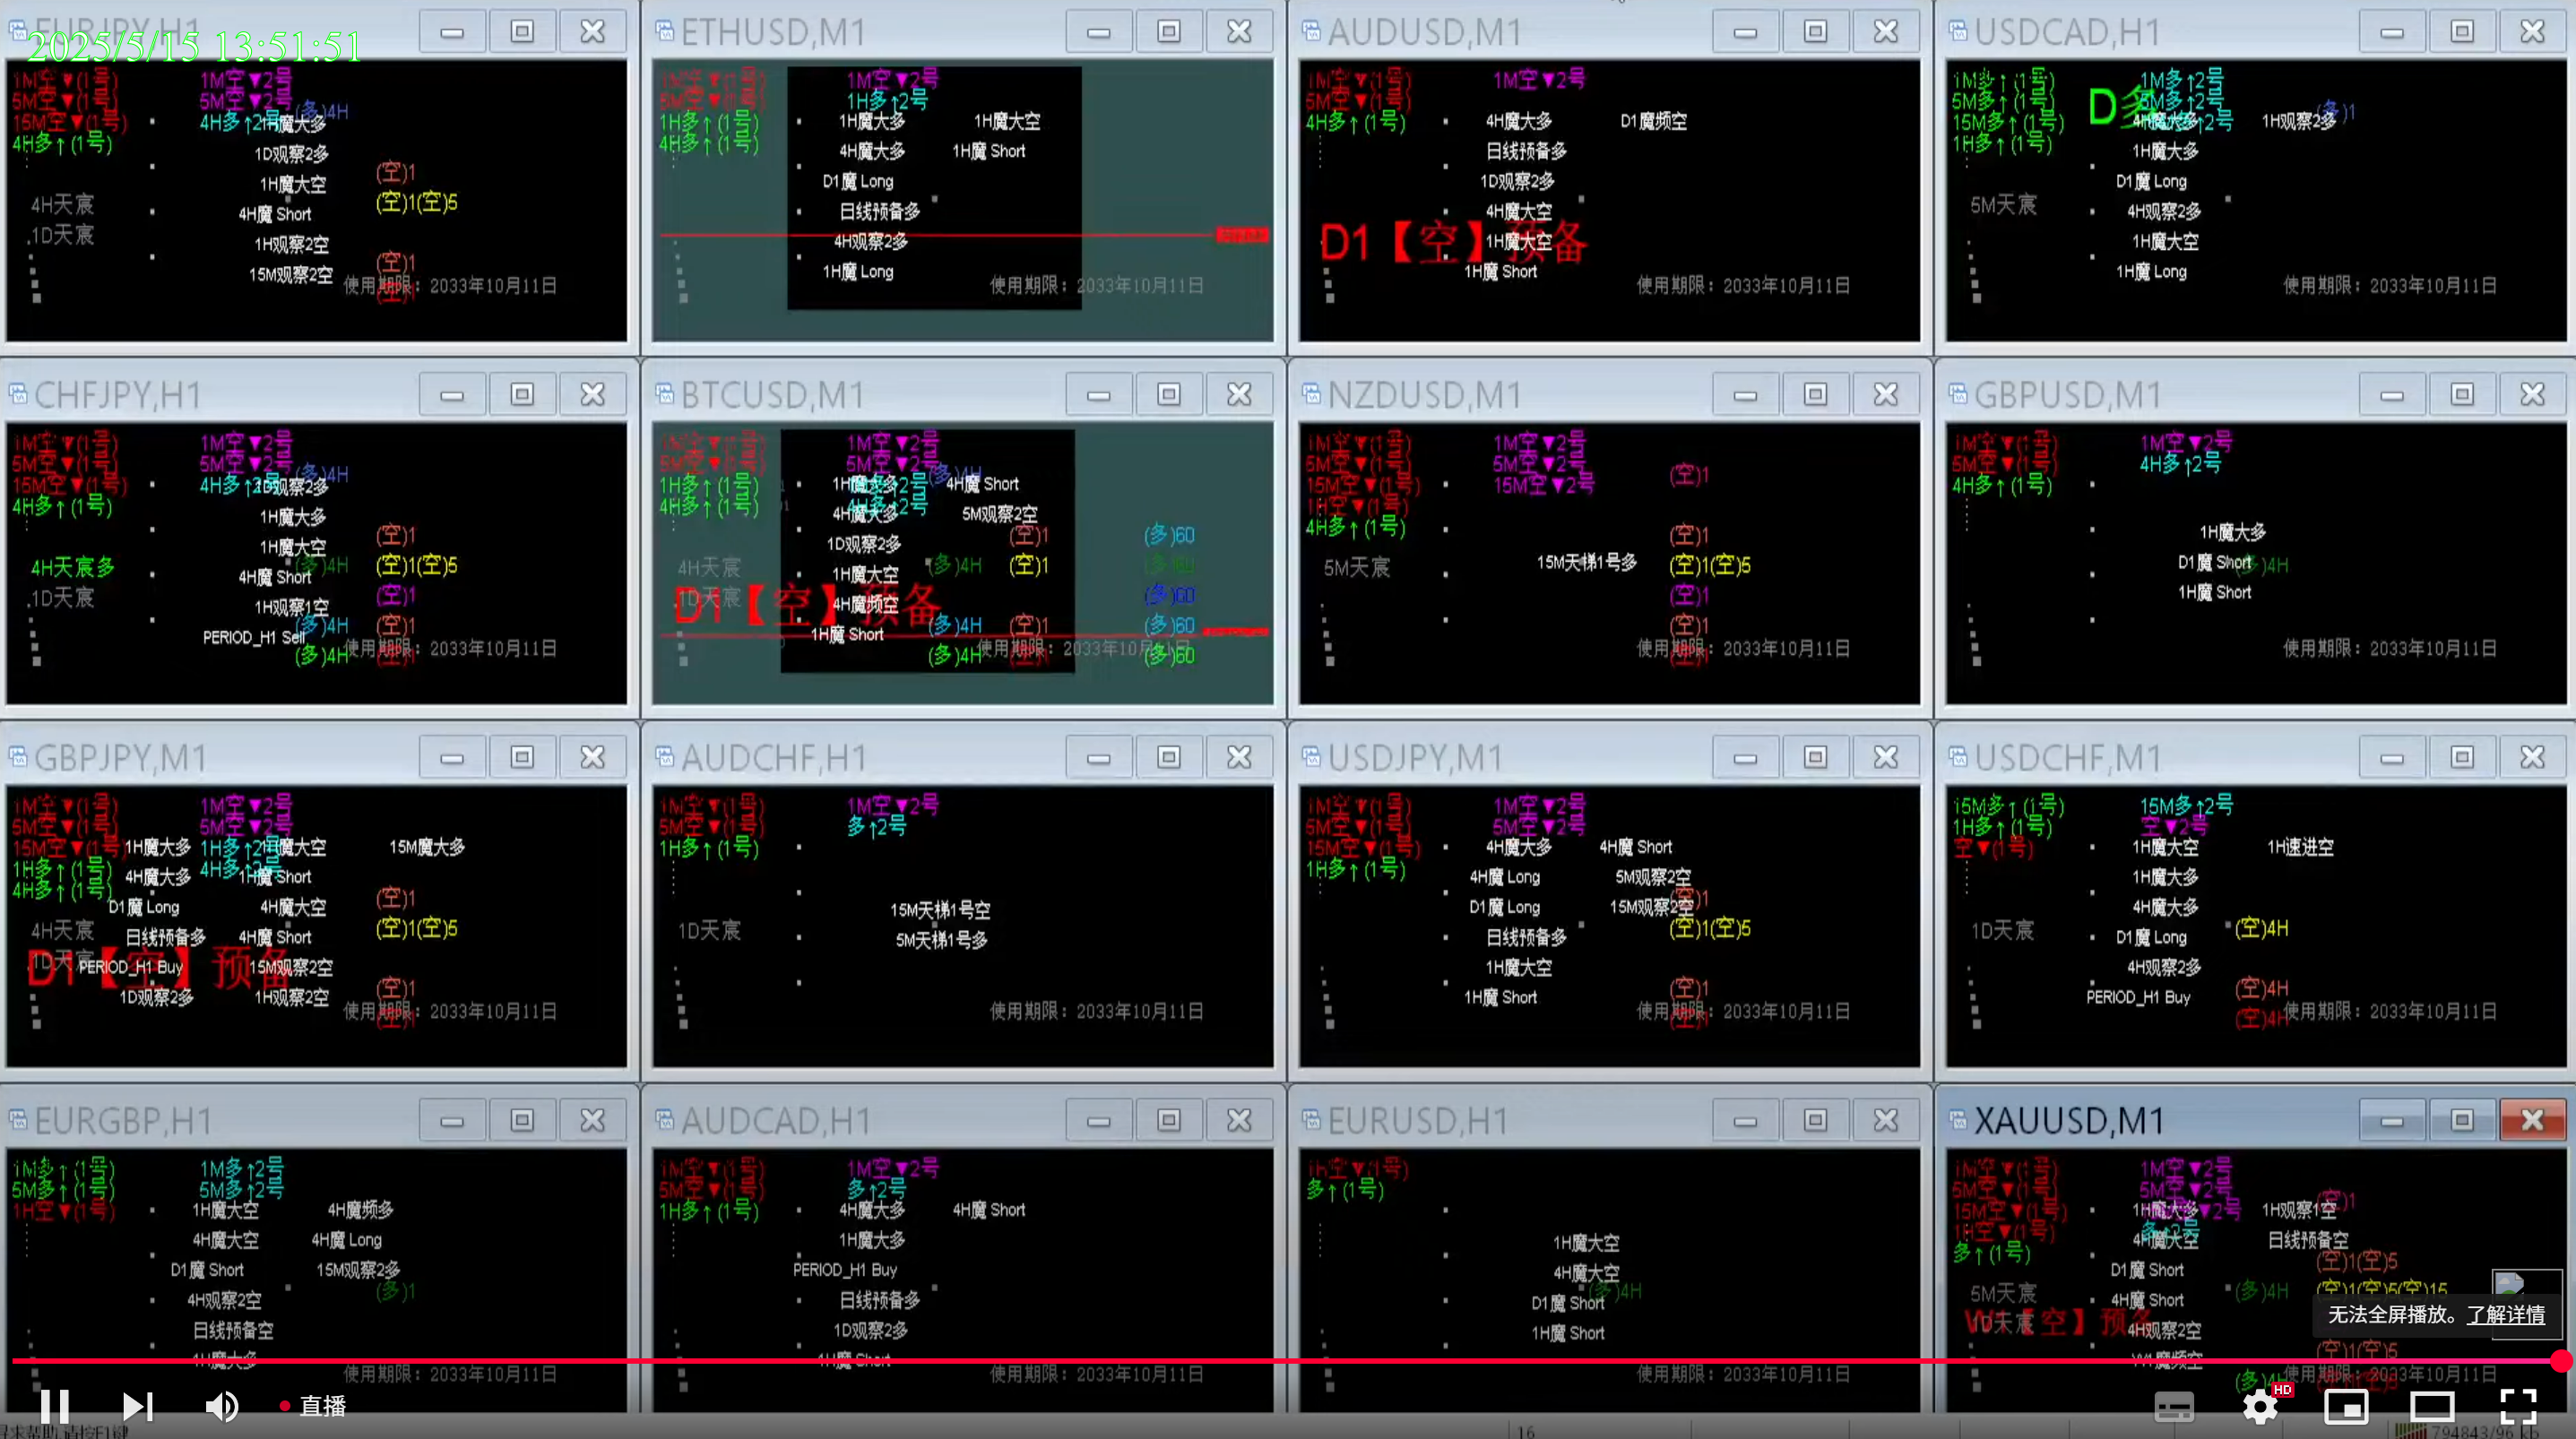 EURJPY,H1
2025/5/15 13:51:51
1M空▼(1号)
1M空▼2号
5M空▼(1号)
5M空▼2号
(多)4H
15M空▼(1号)
4H多↑2号
1H魔大多
4H多↑(1号)
1D观察2多
(空)1
1H魔大空
4H天宸
(空)1(空)5
4H魔 Short
1D天宸
1H观察2空
(空)1
15M观察2空
使用期限：2033年10月11日
ETHUSD,M1
1M空▼(1号)
1M空▼2号
5M空▼(1号)
1H多↑2号
1H多↑(1号)
1H魔大多
1H魔大空
4H多↑(1号)
4H魔大多
1H魔 Short
D1魔 Long
日线预备多
4H观察2多
1H魔 Long
使用期限：2033年10月11日
AUDUSD,M1
1M空▼(1号)
1M空▼2号
5M空▼(1号)
4H多↑(1号)
4H魔大多
D1魔频空
日线预备多
1D观察2多
4H魔大空
D1【空】预备
1H魔大空
1H魔 Short
使用期限：2033年10月11日
USDCAD,H1
1M多↑(1号)
1M多↑2号
5M多↑(1号)
D多
5M多↑2号
(多)1
15M多↑(1号)
4H魔大多
1H观察2多
1H多↑(1号)
1H魔大多
D1魔 Long
5M天宸
4H观察2多
1H魔大空
1H魔 Long
使用期限：2033年10月11日
CHFJPY,H1
1M空▼(1号)
1M空▼2号
5M空▼(1号)
5M空▼2号
(多)4H
15M空▼(1号)
4H多↑2号
1D观察2多
4H多↑(1号)
1H魔大多
(空)1
1H魔大空
4H天宸多
(多)4H
(空)1(空)5
4H魔 Short
1D天宸
(空)1
1H观察1空
(多)4H
(空)1
PERIOD_H1 Sell
使用期限：2033年10月11日
(多)4H
BTCUSD,M1
1M空▼(1号)
1M空▼2号
5M空▼(1号)
5M空▼2号
(多)4H
1H多↑(1号)
1H魔大多
4H魔 Short
4H多↑(1号)
4H魔大多
5M观察2空
(空)1
(多)60
1D观察2多
4H天宸
1H魔大空
(多)4H
(空)1
1D天宸
D1【空】预备
4H魔频空
(多)60
(多)4H
(空)1
(多)60
1H魔 Short
使用期限：2033年10月11日
(多)4H
(多)60
NZDUSD,M1
1M空▼(1号)
1M空▼2号
5M空▼(1号)
5M空▼2号
(空)1
15M空▼(1号)
15M空▼2号
1H空▼(1号)
4H多↑(1号)
(空)1
5M天宸
15M天梯1号多
(空)1(空)5
(空)1
(空)1
使用期限：2033年10月11日
GBPUSD,M1
1M空▼(1号)
1M空▼2号
5M空▼(1号)
4H多↑2号
4H多↑(1号)
1H魔大多
D1魔 Short
(多)4H
1H魔 Short
使用期限：2033年10月11日
GBPJPY,M1
1M空▼(1号)
1M空▼2号
5M空▼(1号)
5M空▼2号
15M空▼(1号)
1H魔大多
1H多↑2号
1H魔大空
15M魔大多
1H多↑(1号)
4H多↑2号
4H魔大多
1H魔 Short
4H多↑(1号)
(空)1
D1魔 Long
4H魔大空
4H天宸
日线预备多
4H魔 Short
(空)1(空)5
1D天宸
D1【空】预备
PERIOD_H1 Buy
15M观察2空
(空)1
1D观察2多
1H观察2空
使用期限：2033年10月11日
AUDCHF,H1
1M空▼(1号)
1M空▼2号
5M空▼(1号)
多↑2号
1H多↑(1号)
15M天梯1号空
1D天宸
5M天梯1号多
使用期限：2033年10月11日
USDJPY,M1
1M空▼(1号)
1M空▼2号
5M空▼(1号)
5M空▼2号
15M空▼(1号)
4H魔大多
4H魔 Short
1H多↑(1号)
4H魔 Long
5M观察2空
(空)1
D1魔 Long
15M观察2空
日线预备多
(空)1(空)5
1H魔大空
(空)1
1H魔 Short
使用期限：2033年10月11日
USDCHF,M1
15M多↑(1号)
15M多↑2号
1H多↑(1号)
空▼2号
空▼(1号)
1H魔大空
1H速进空
1H魔大多
4H魔大多
1D天宸
D1魔 Long
(空)4H
4H观察2多
(空)4H
PERIOD_H1 Buy
(空)4H
使用期限：2033年10月11日
EURGBP,H1
1M多↑(1号)
1M多↑2号
5M多↑(1号)
5M多↑2号
1H空▼(1号)
1H魔大空
4H魔频多
4H魔大空
4H魔 Long
D1魔 Short
15M观察2多
(多)1
4H观察2空
日线预备空
1H魔大多
使用期限：2033年10月11日
AUDCAD,H1
1M空▼(1号)
1M空▼2号
5M空▼(1号)
多↑2号
1H多↑(1号)
4H魔大多
4H魔 Short
1H魔大多
PERIOD_H1 Buy
日线预备多
1D观察2多
1H魔 Short
使用期限：2033年10月11日
EURUSD,H1
空▼(1号)
多↑(1号)
1H魔大空
4H魔大空
(多)4H
D1魔 Short
1H魔 Short
使用期限：2033年10月11日
XAUUSD,M1
1M空▼(1号)
1M空▼2号
5M空▼(1号)
5M空▼2号
(空)1
15M空▼(1号)
1H魔大多
1H观察1空
1H空▼(1号)
多↑2号
4H魔大空
日线预备空
多↑(1号)
(空)1(空)5
D1魔 Short
5M天宸
(多)4H
(空)1(空)5(空)15
4H魔 Short
1D天宸
【空】预备
4H观察2空
(空)1(空)5
W1魔频空
使用期限：2033年10月11日
无法全屏播放。了解详情
直播
HD
16
794843/96 kb